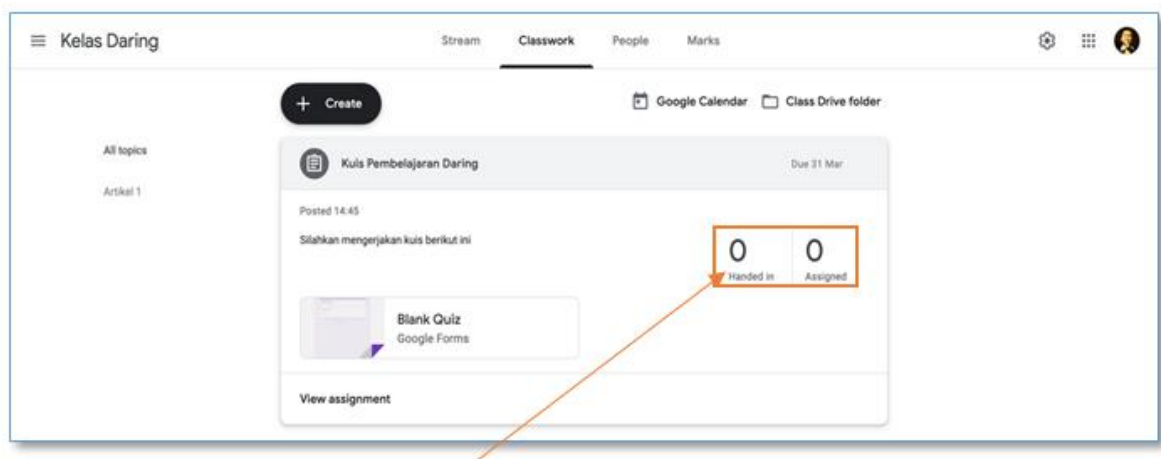 Kelas Daring
Stream Classwork People Marks
+ Create
Google Calendar Class Drive folder
All topics
Artikel 1
Kuis Pembelajaran Daring Due 31 Mar
Posted 14:45
Silahkan mengerjakan kuis berikut ini
0 0
Handed in Assigned
Blank Quiz
Google Forms
View assignment